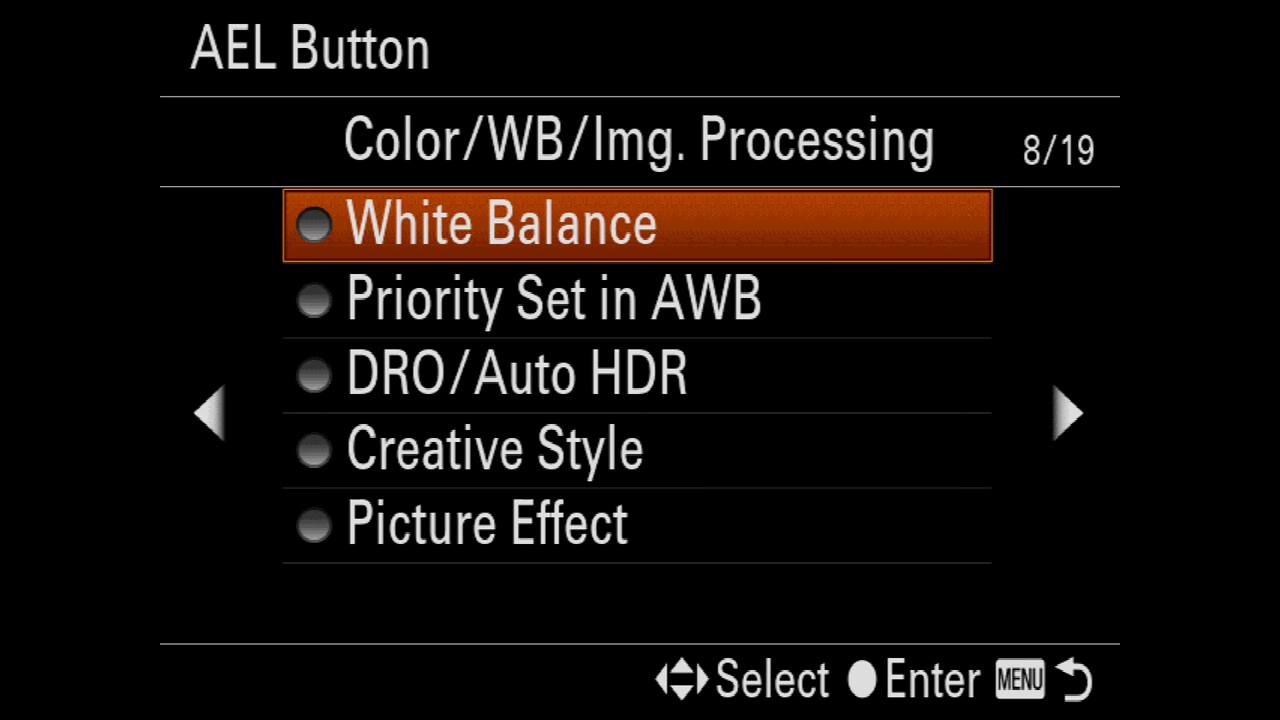 AEL Button
Color/WB/Img. Processing 8/19
White Balance
Priority Set in AWB
DRO/Auto HDR
Creative Style
Picture Effect
Select Enter MENU